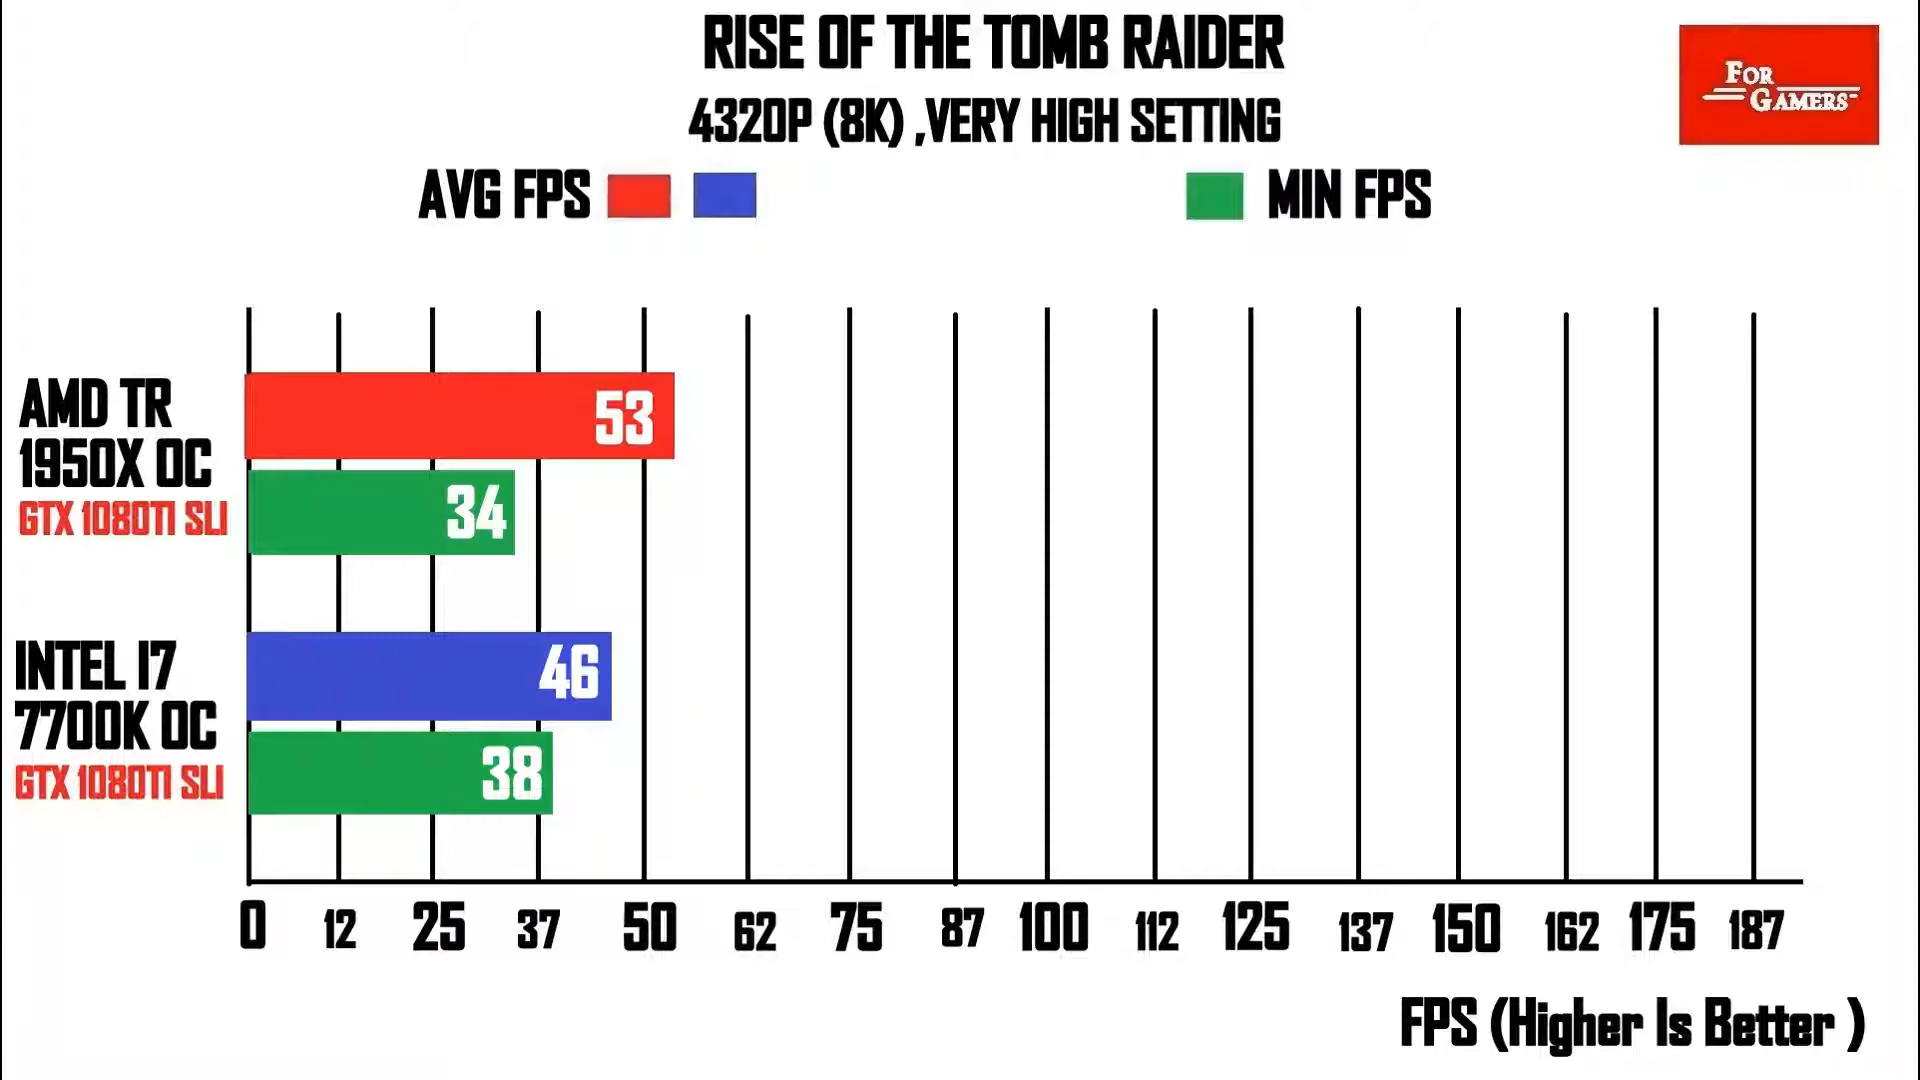 RISE OF THE TOMB RAIDER
4320P (8K) ,VERY HIGH SETTING
FOR
GAMERS
AVG FPS
MIN FPS
AMD TR
1950X OC
GTX 1080TI SLI
53
34
INTEL I7
7700K OC
GTX 1080TI SLI
46
38
0 12 25 37 50 62 75 87 100 112 125 137 150 162 175 187
FPS (Higher Is Better )